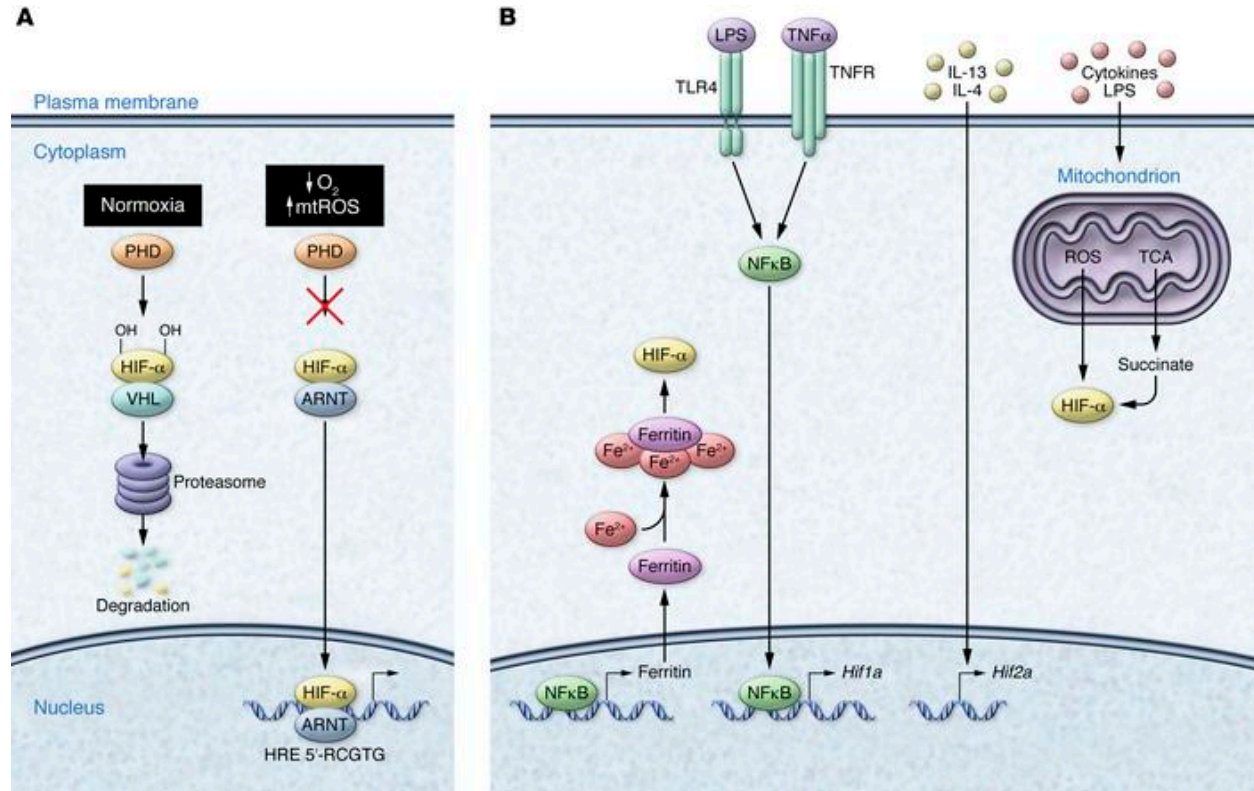 A
Plasma membrane
Cytoplasm
Normoxia
↓O₂
↑mtROS
PHD
PHD
OH OH
HIF-α
VHL
HIF-α
ARNT
Proteasome
Degradation
Nucleus
HIF-α
ARNT
HRE 5'-RCGTG
B
LPS
TNFα
TLR4
TNFR
IL-13
IL-4
Cytokines
LPS
Mitochondrion
ROS
TCA
NFκB
Succinate
HIF-α
HIF-α
Ferritin
Fe²⁺
Fe²⁺
Fe²⁺
Fe²⁺
Ferritin
Ferritin
NFκB
Hif1a
NFκB
Hif2a